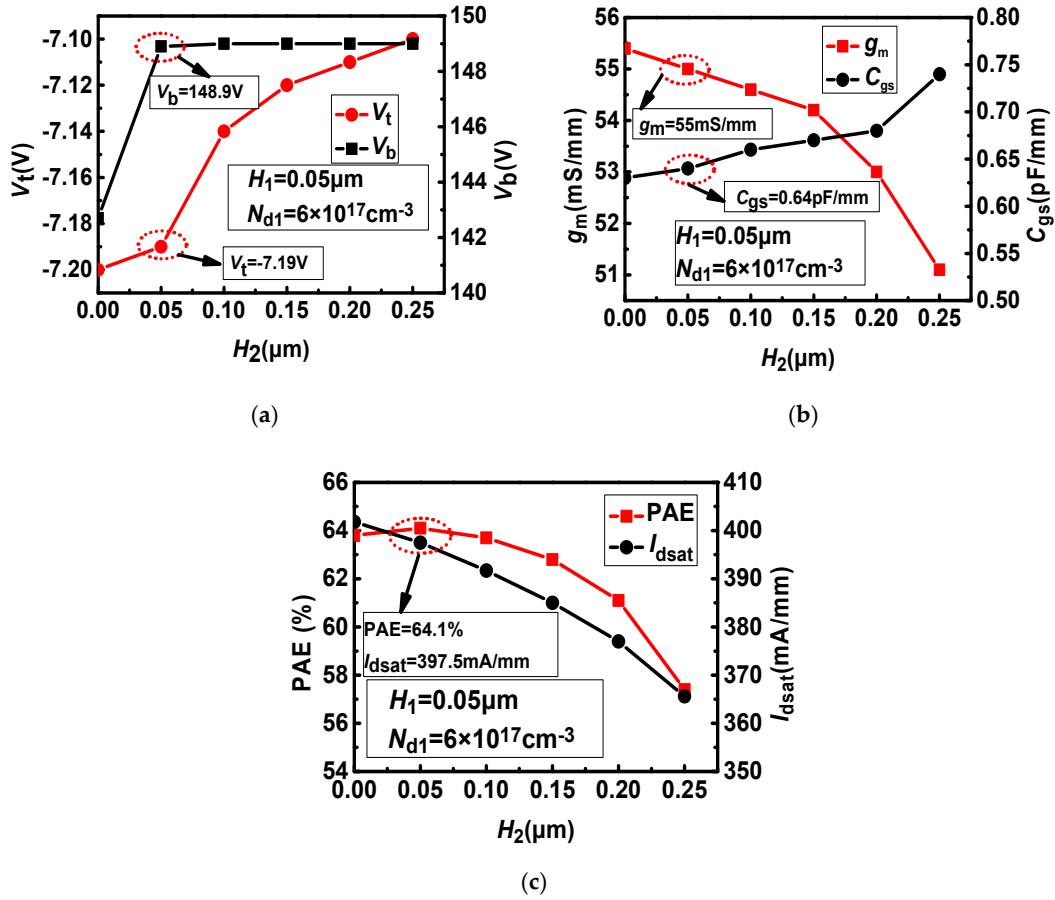 (a)
Vt(V)
-7.10
-7.12
-7.14
-7.16
-7.18
-7.20
150
148
146
144
142
140
Vb(V)
Vb=148.9V
Vt
Vb
H1=0.05μm
Nd1=6×10^17cm-3
Vt=-7.19V
0.00 0.05 0.10 0.15 0.20 0.25
H2(μm)
(b)
gm(mS/mm)
56
55
54
53
52
51
0.80
0.75
0.70
0.65
0.60
0.55
0.50
Cgs(pF/mm)
gm
Cgs
gm=55mS/mm
Cgs=0.64pF/mm
H1=0.05μm
Nd1=6×10^17cm-3
0.00 0.05 0.10 0.15 0.20 0.25
H2(μm)
(a)
(b)
PAE (%)
66
64
62
60
58
56
54
410
400
390
380
370
360
350
Idsat(mA/mm)
PAE
Idsat
PAE=64.1%
Idsat=397.5mA/mm
H1=0.05μm
Nd1=6×10^17cm-3
0.00 0.05 0.10 0.15 0.20 0.25
H2(μm)
(c)